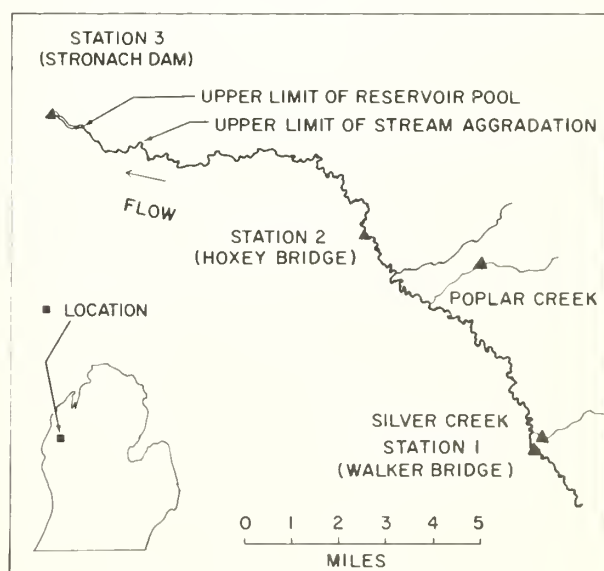 STATION 3
(STRONACH DAM)
UPPER LIMIT OF RESERVOIR POOL
UPPER LIMIT OF STREAM AGGRADATION
FLOW
STATION 2
(HOXEY BRIDGE)
POPLAR CREEK
LOCATION
SILVER CREEK
STATION I
(WALKER BRIDGE)
0 1 2 3 4 5
MILES